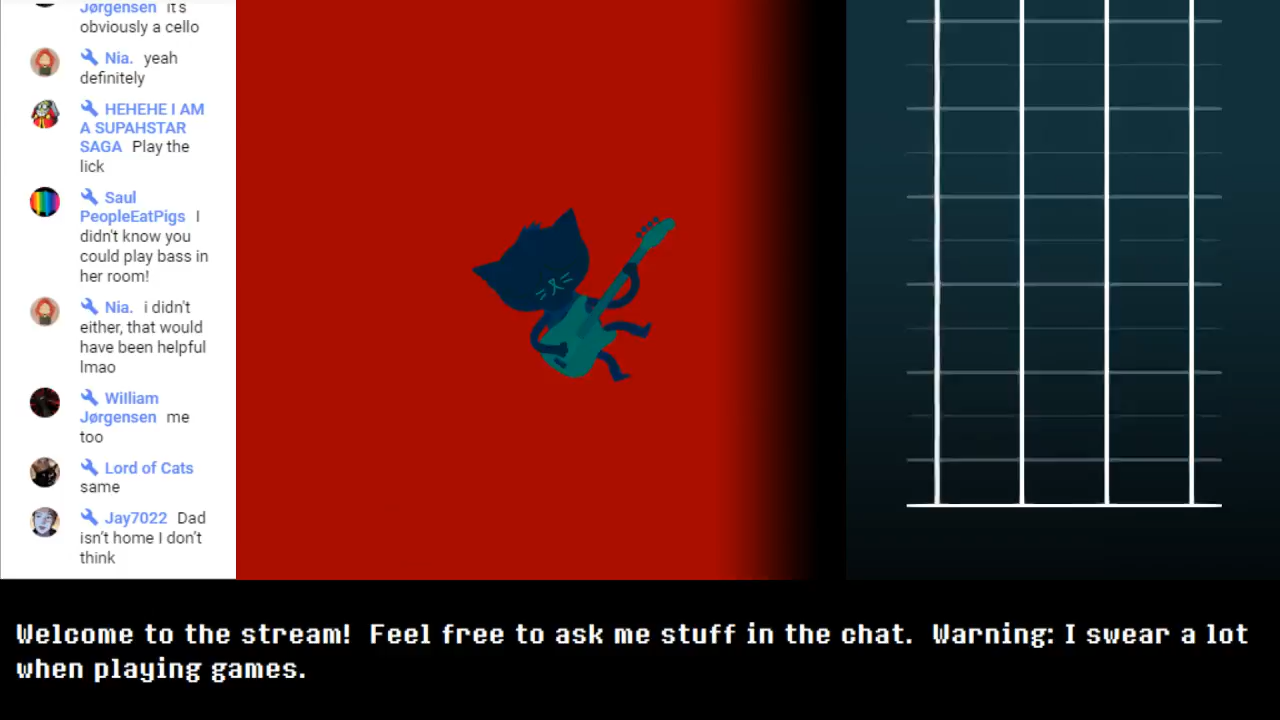 Jørgensen it's
obviously a cello
Nia. yeah
definitely
HEHEHE I AM
A SUPAHSTAR
SAGA Play the
lick
Saul
PeopleEatPigs I
didn't know you
could play bass in
her room!
Nia. i didn't
either, that would
have been helpful
lmao
William
Jørgensen me
too
Lord of Cats
same
Jay7022 Dad
isn't home I don't
think
Welcome to the stream! Feel free to ask me stuff in the chat. Warning: I swear a lot
when playing games.